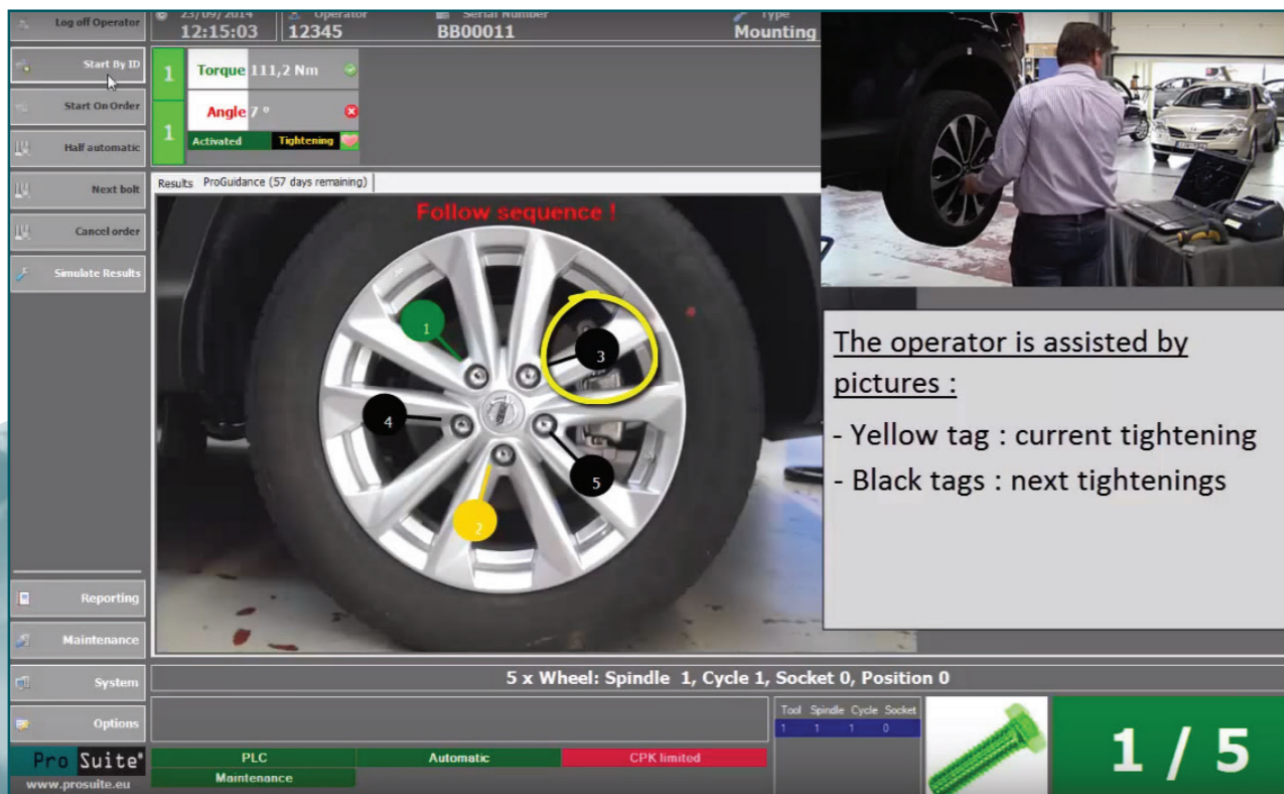 Log off Operator
23/09/2014
12:15:03
Operator
12345
Serial Number
BB00011
Type
Mounting
Start By ID
Start On Order
Half automatic
Next bolt
Cancel order
Simulate Results
1
Torque 111,2 Nm
1
Angle 7 °
Activated Tightening
Results ProGuidance (57 days remaining)
Follow sequence !
1
3
4
5
2
The operator is assisted by
pictures :
- Yellow tag : current tightening
- Black tags : next tightenings
Reporting
Maintenance
System
Options
5 x Wheel: Spindle 1, Cycle 1, Socket 0, Position 0
Tool Spindle Cycle Socket
1 1 1 0
1 / 5
Pro Suite®
www.prosuite.eu
PLC
Automatic
CPK limited
Maintenance